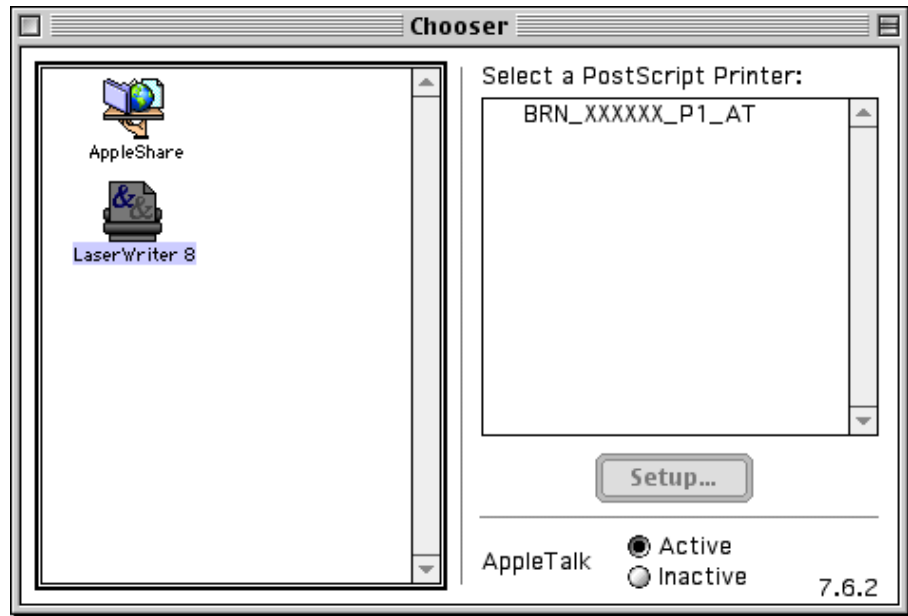 Chooser
AppleShare
LaserWriter 8
Select a PostScript Printer:
BRN_XXXXXX_P1_AT
Setup...
AppleTalk
Active
Inactive
7.6.2